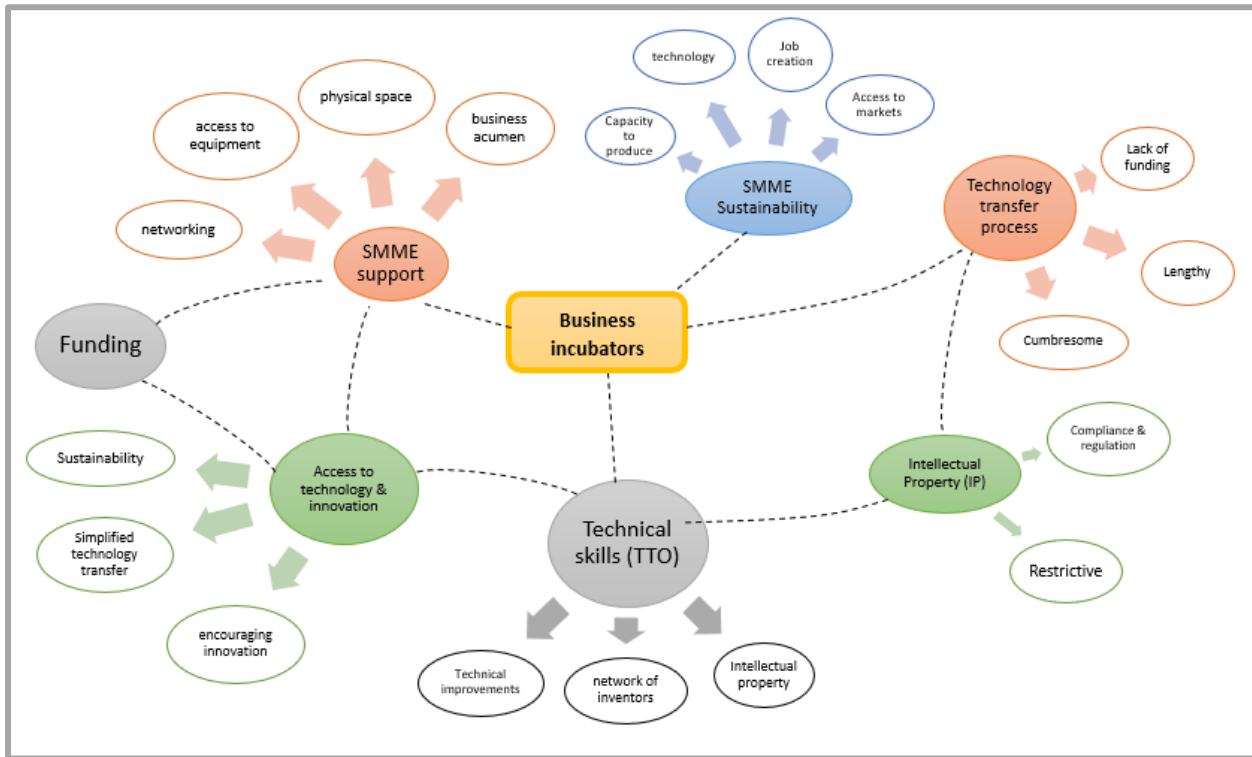 technology
Job
creation
physical space
Access to
markets
business
acumen
access to
equipment
Capacity
to
produce
Lack of
funding
SMME
Sustainability
Technology
transfer
process
networking
SMME
support
Lengthy
Business
incubators
Funding
Cumbresome
Compliance &
regulation
Sustainability
Access to
technology &
innovation
Intellectual
Property (IP)
Technical
skills (TTO)
Simplified
technology
transfer
Restrictive
encouraging
innovation
Technical
improvements
network of
inventors
Intellectual
property